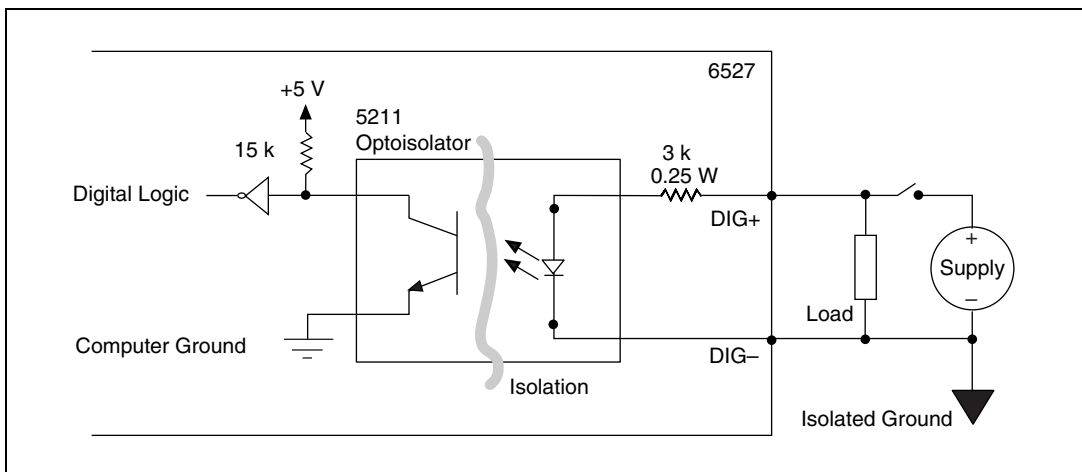 6527
+5 V
5211
Optoisolator
15 k
3 k
0.25 W
Digital Logic
DIG+
+
Supply
–
Load
Computer Ground
DIG–
Isolation
Isolated Ground